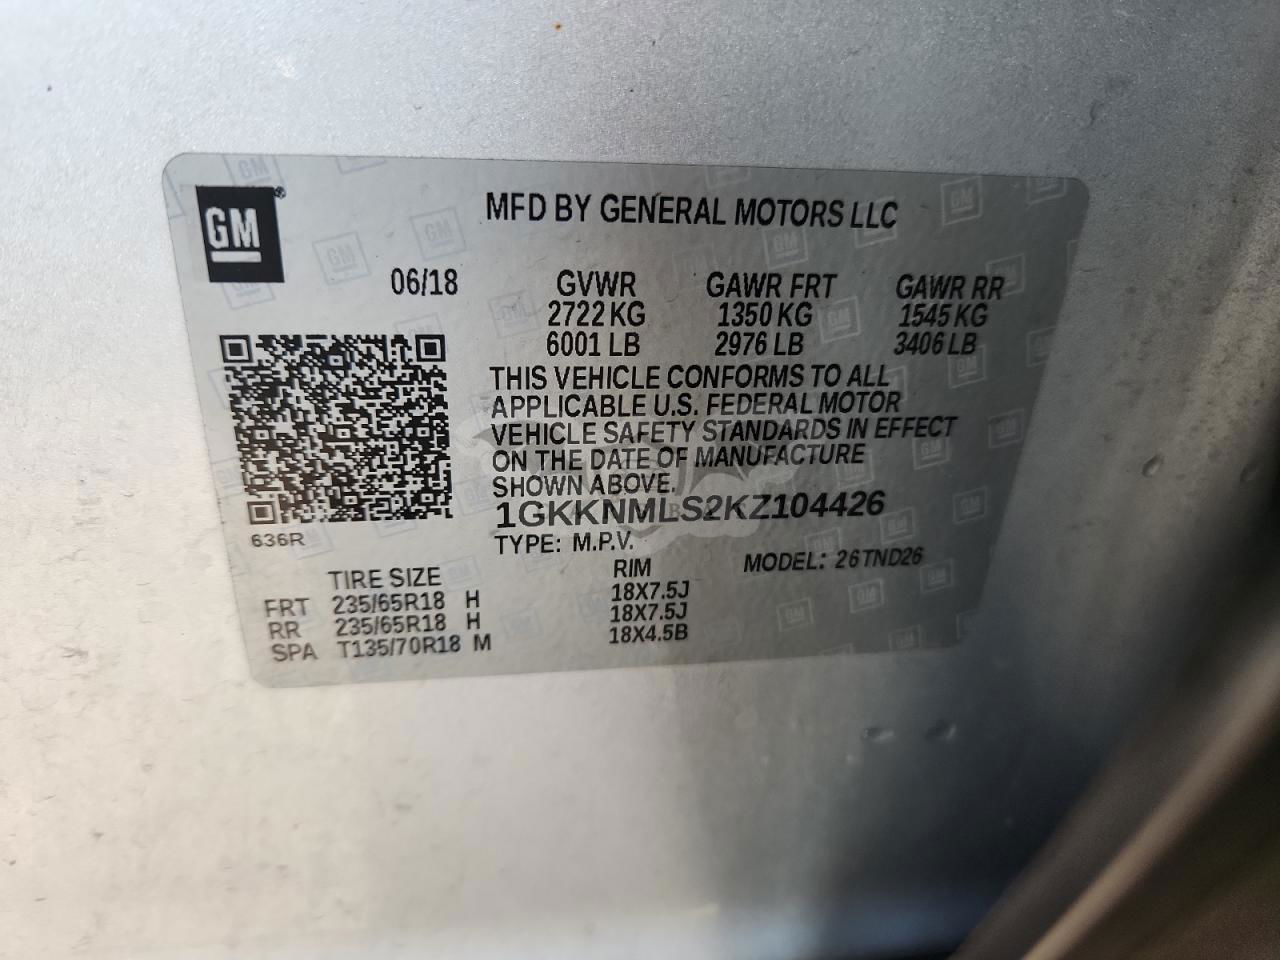 GM
MFD BY GENERAL MOTORS LLC
06/18 GVWR GAWR FRT GAWR RR
2722 KG 1350 KG 1545 KG
6001 LB 2976 LB 3406 LB
THIS VEHICLE CONFORMS TO ALL
APPLICABLE U.S. FEDERAL MOTOR
VEHICLE SAFETY STANDARDS IN EFFECT
ON THE DATE OF MANUFACTURE
SHOWN ABOVE.
1GKKNMLS2KZ104426
636R
TYPE: M.P.V. MODEL: 26TND26
TIRE SIZE RIM
FRT 235/65R18 H 18X7.5J
RR 235/65R18 H 18X7.5J
SPA T135/70R18 M 18X4.5B